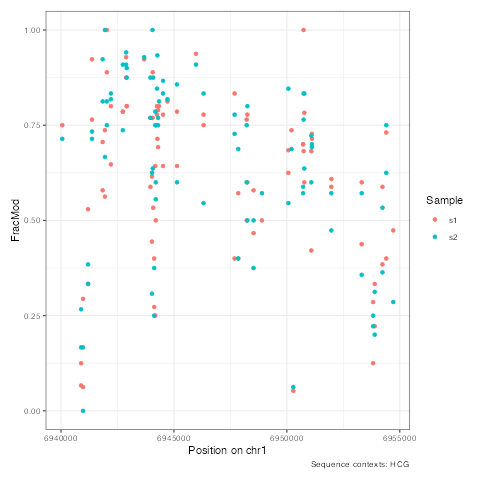 FracMod
1.00
0.75
0.50
0.25
0.00
6940000
6945000
6950000
6955000
Position on chr1
Sample
s1
s2
Sequence contexts: HCG